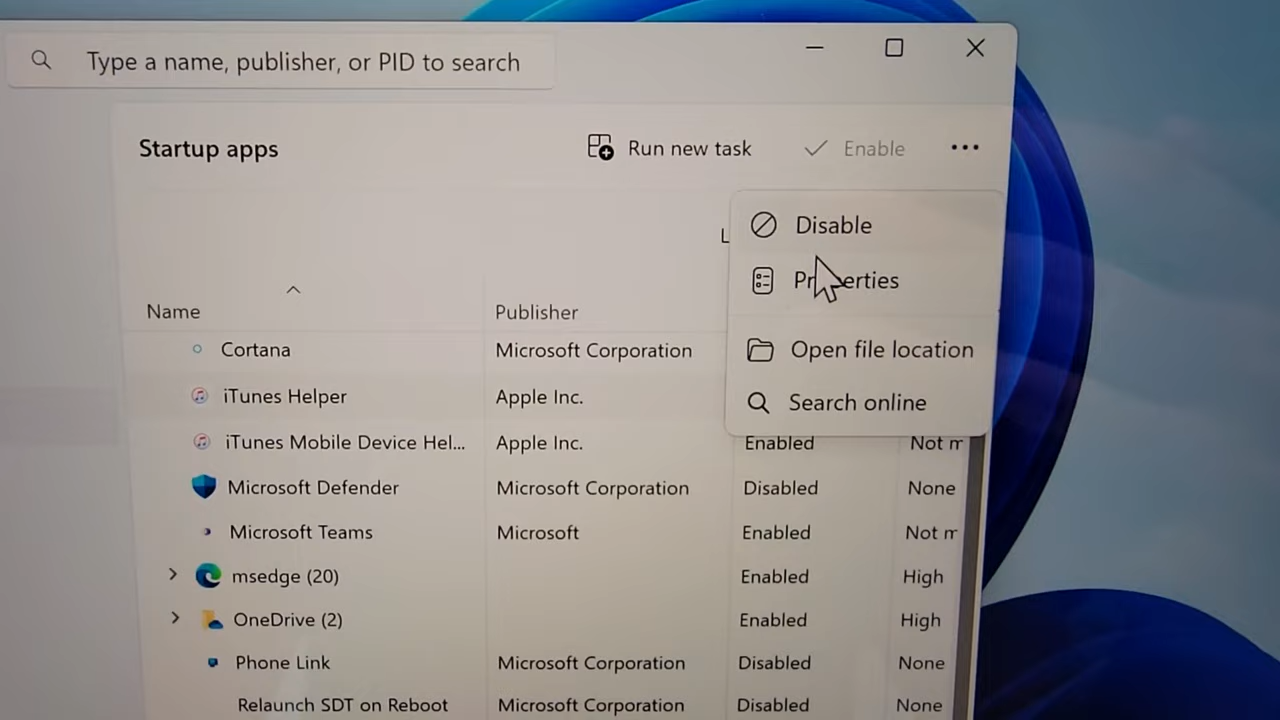 Type a name, publisher, or PID to search
Startup apps
Run new task
Enable
Disable
Properties
Open file location
Search online
Name Publisher
Cortana Microsoft Corporation
iTunes Helper Apple Inc.
iTunes Mobile Device Hel... Apple Inc. Enabled Not
Microsoft Defender Microsoft Corporation Disabled None
Microsoft Teams Microsoft Enabled Not
msedge (20) Enabled High
OneDrive (2) Enabled High
Phone Link Microsoft Corporation Disabled None
Relaunch SDT on Reboot Microsoft Corporation Disabled None